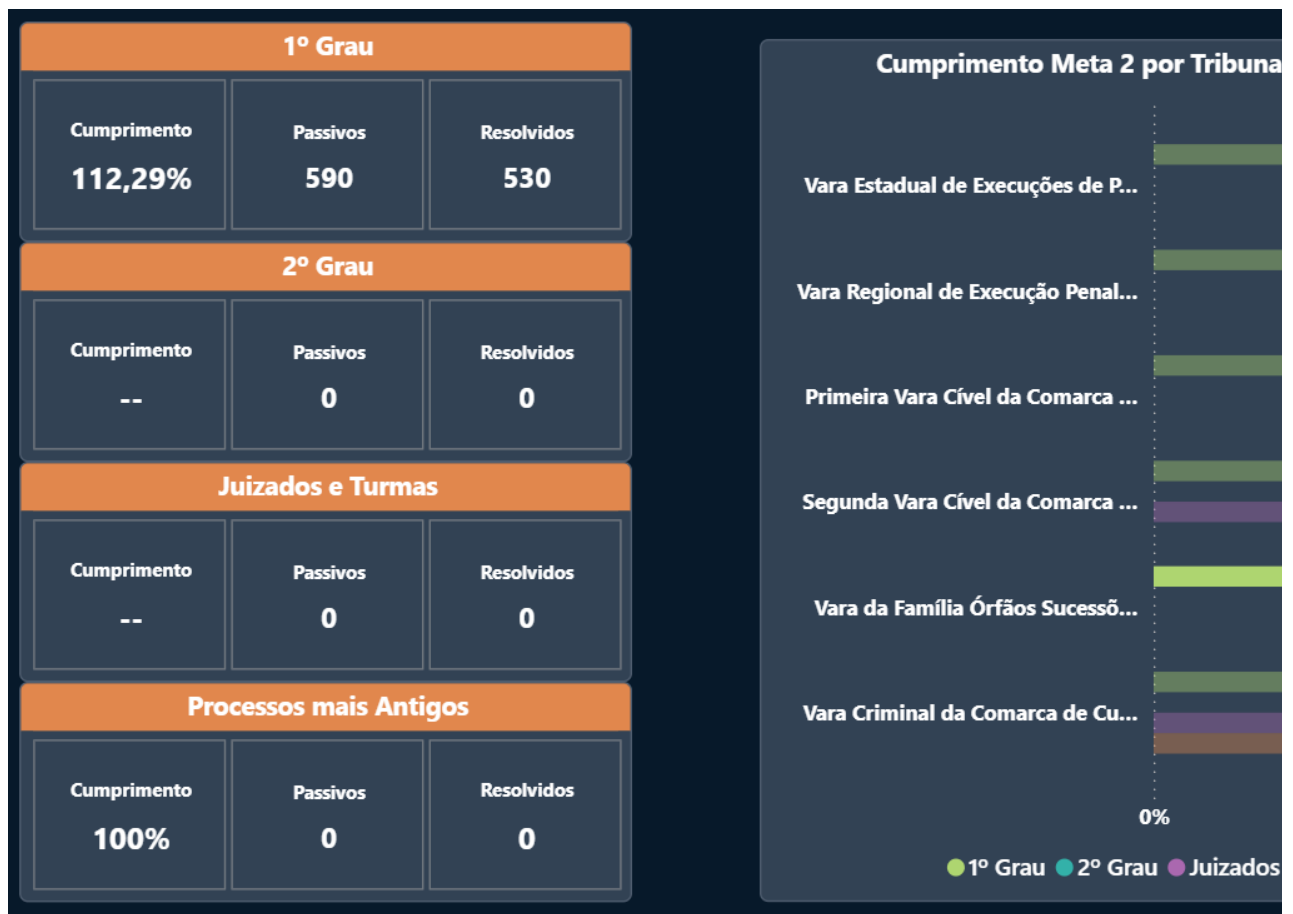 1º Grau
Cumprimento Passivos Resolvidos
112,29% 590 530
2º Grau
Cumprimento Passivos Resolvidos
-- 0 0
Juizados e Turmas
Cumprimento Passivos Resolvidos
-- 0 0
Processos mais Antigos
Cumprimento Passivos Resolvidos
100% 0 0
Cumprimento Meta 2 por Tribuna
Vara Estadual de Execuções de P...
Vara Regional de Execução Penal...
Primeira Vara Cível da Comarca ...
Segunda Vara Cível da Comarca ...
Vara da Família Órfãos Sucessõ...
Vara Criminal da Comarca de Cu...
0%
1º Grau 2º Grau Juizados